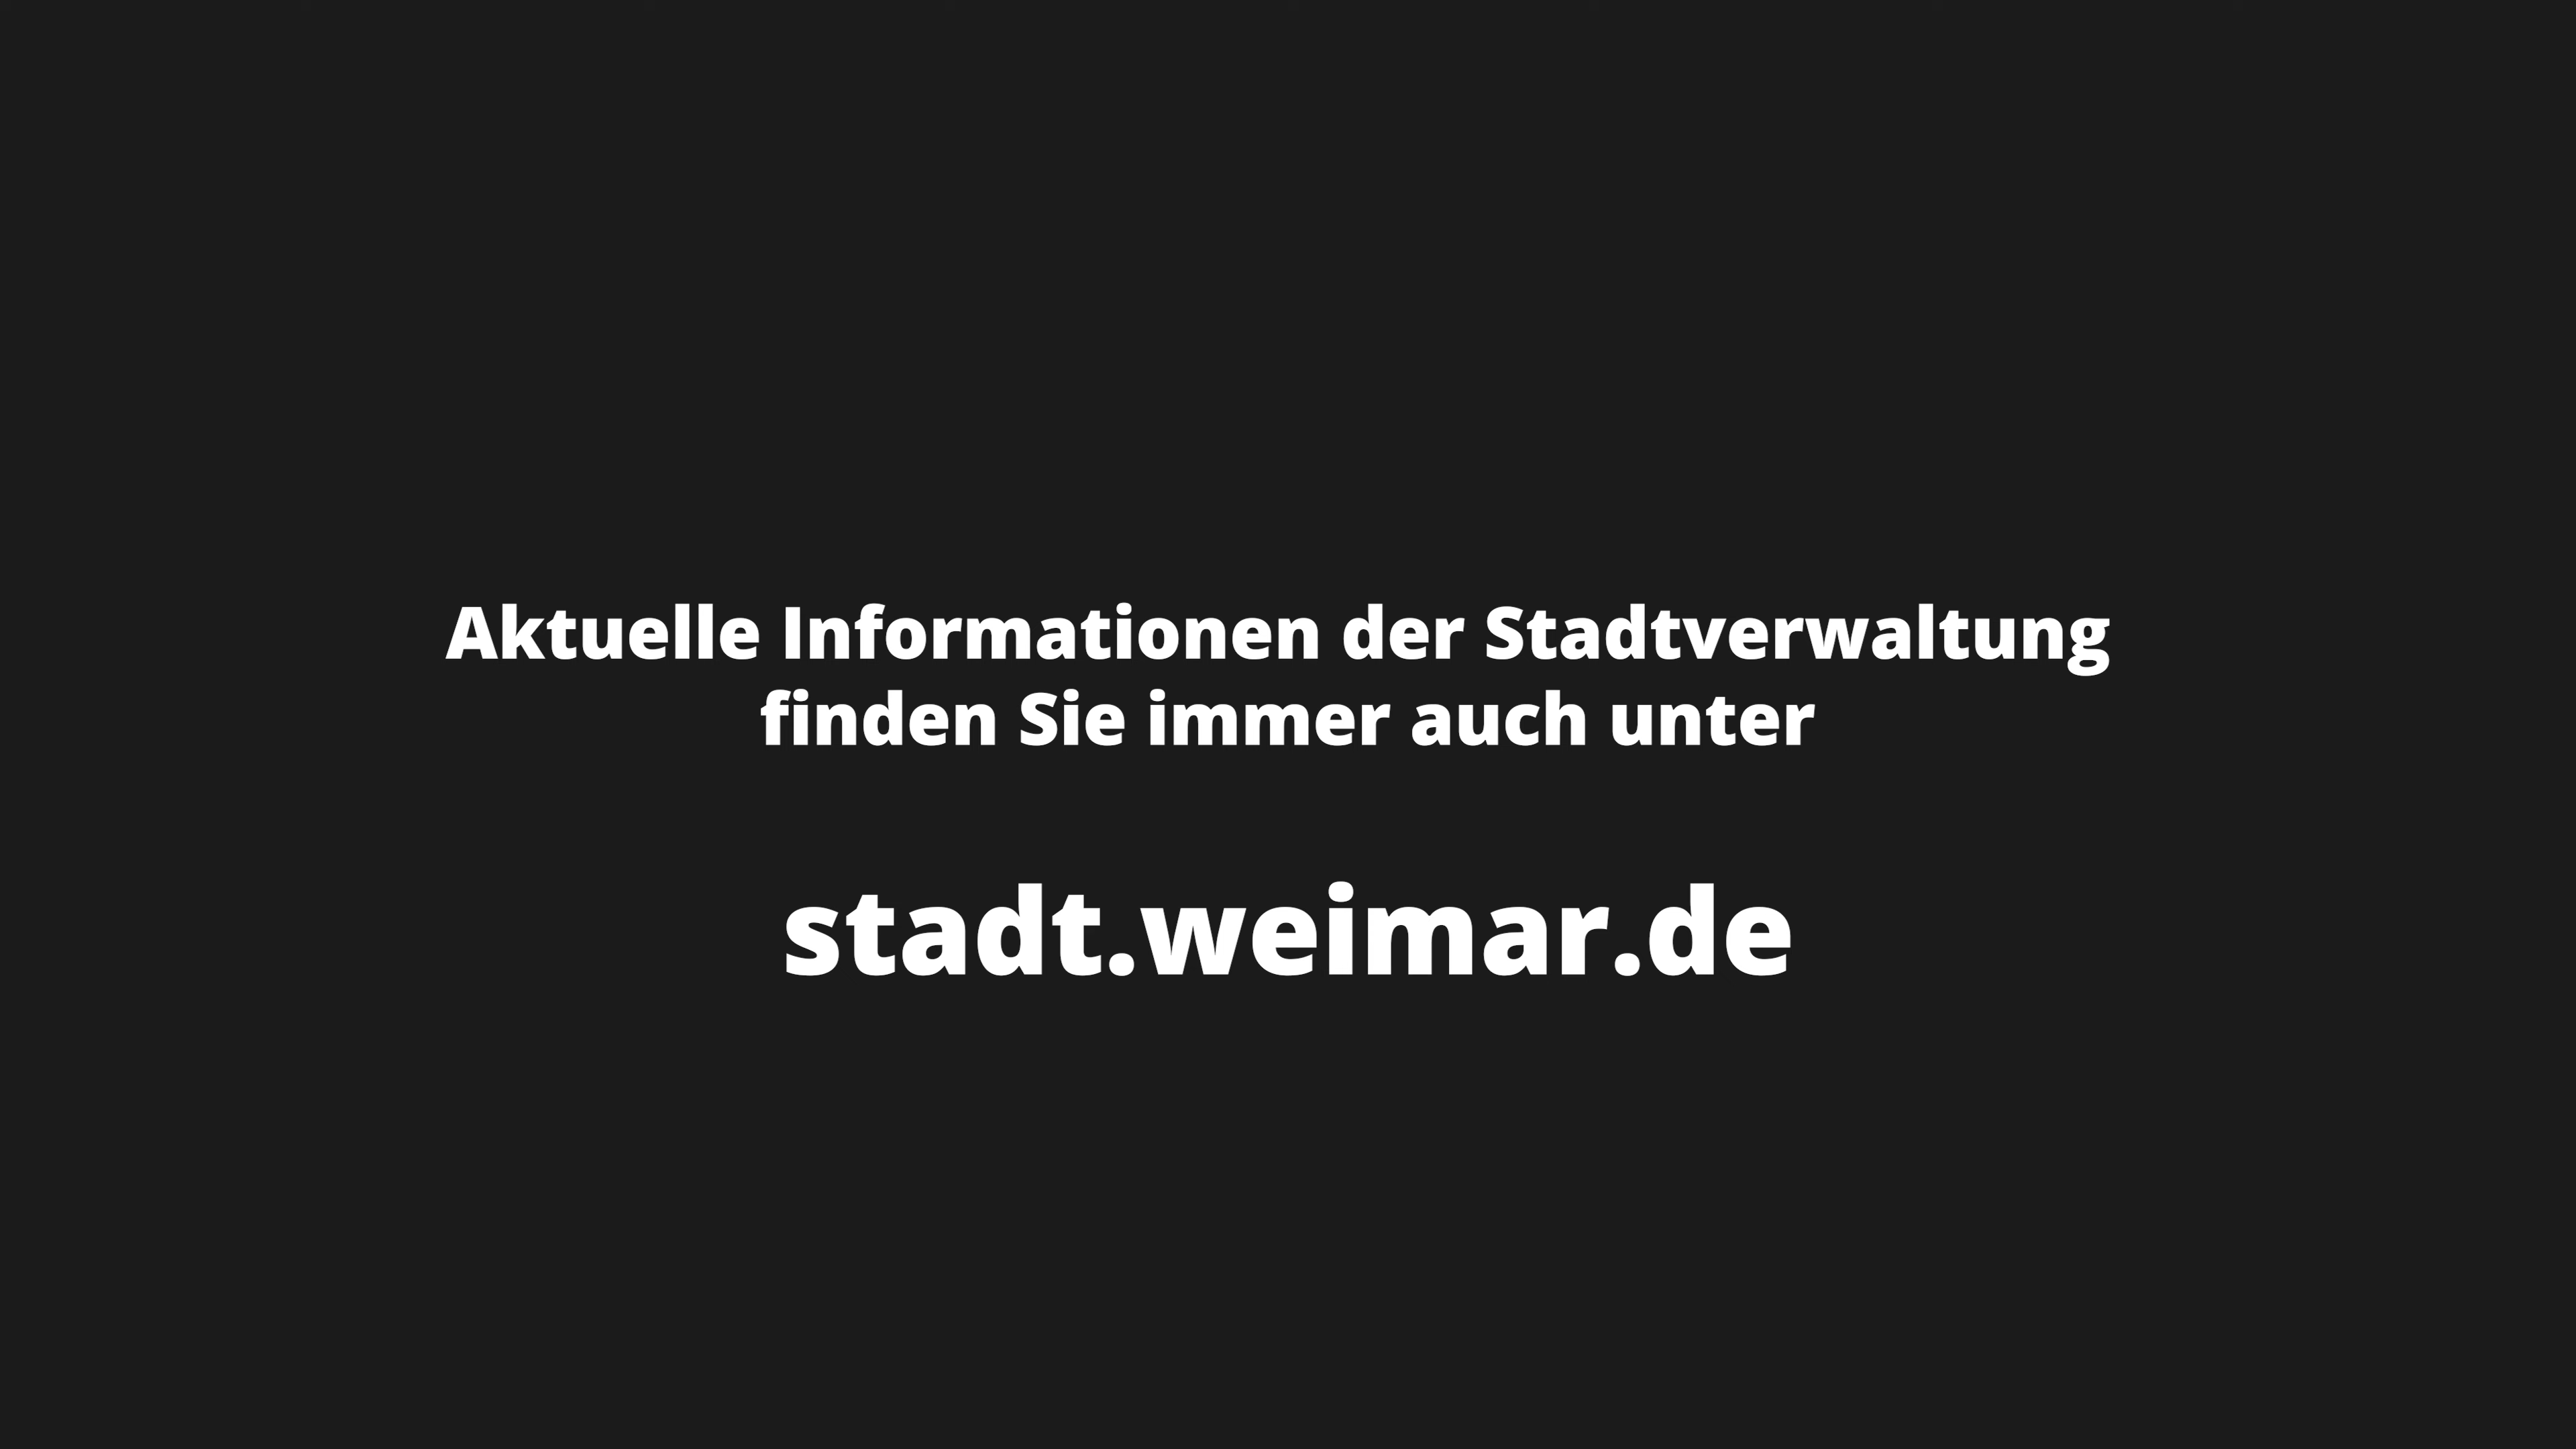 Aktuelle Informationen der Stadtverwaltung
finden Sie immer auch unter
stadt.weimar.de